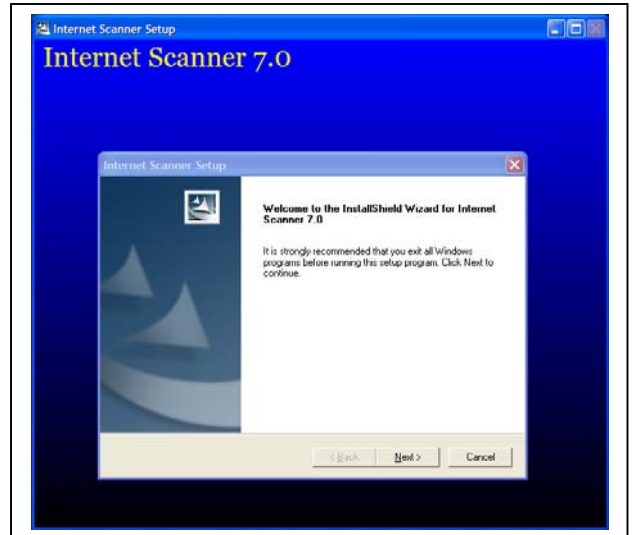 Internet Scanner Setup
Internet Scanner 7.0
Internet Scanner Setup
Welcome to the InstallShield Wizard for Internet
Scanner 7.0
It is strongly recommended that you exit all Windows
programs before running this setup program. Click Next to
continue.
< Back Next > Cancel